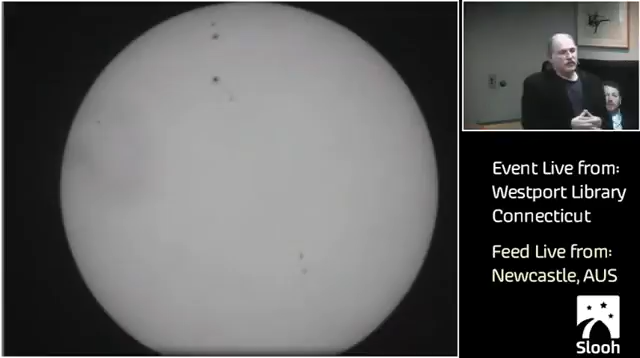 Event Live from:
Westport Library
Connecticut
Feed Live from:
Newcastle, AUS
Slooh